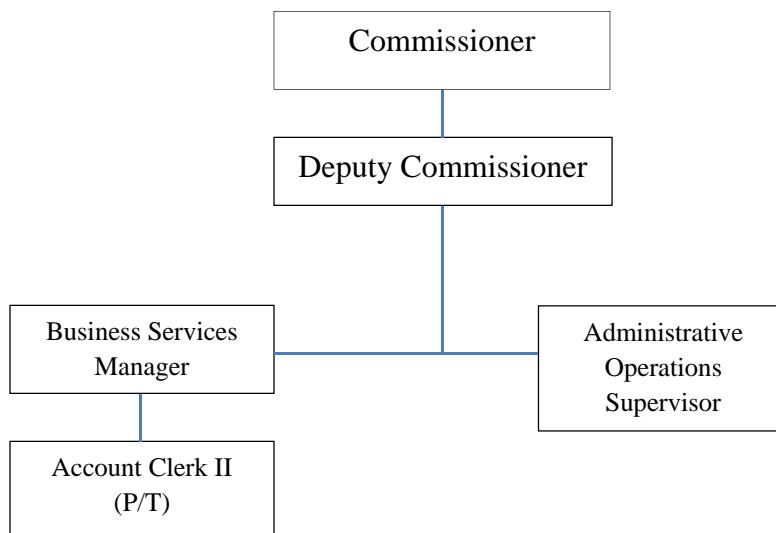 Commissioner
Deputy Commissioner
Business Services
Manager
Administrative
Operations
Supervisor
Account Clerk II
(P/T)